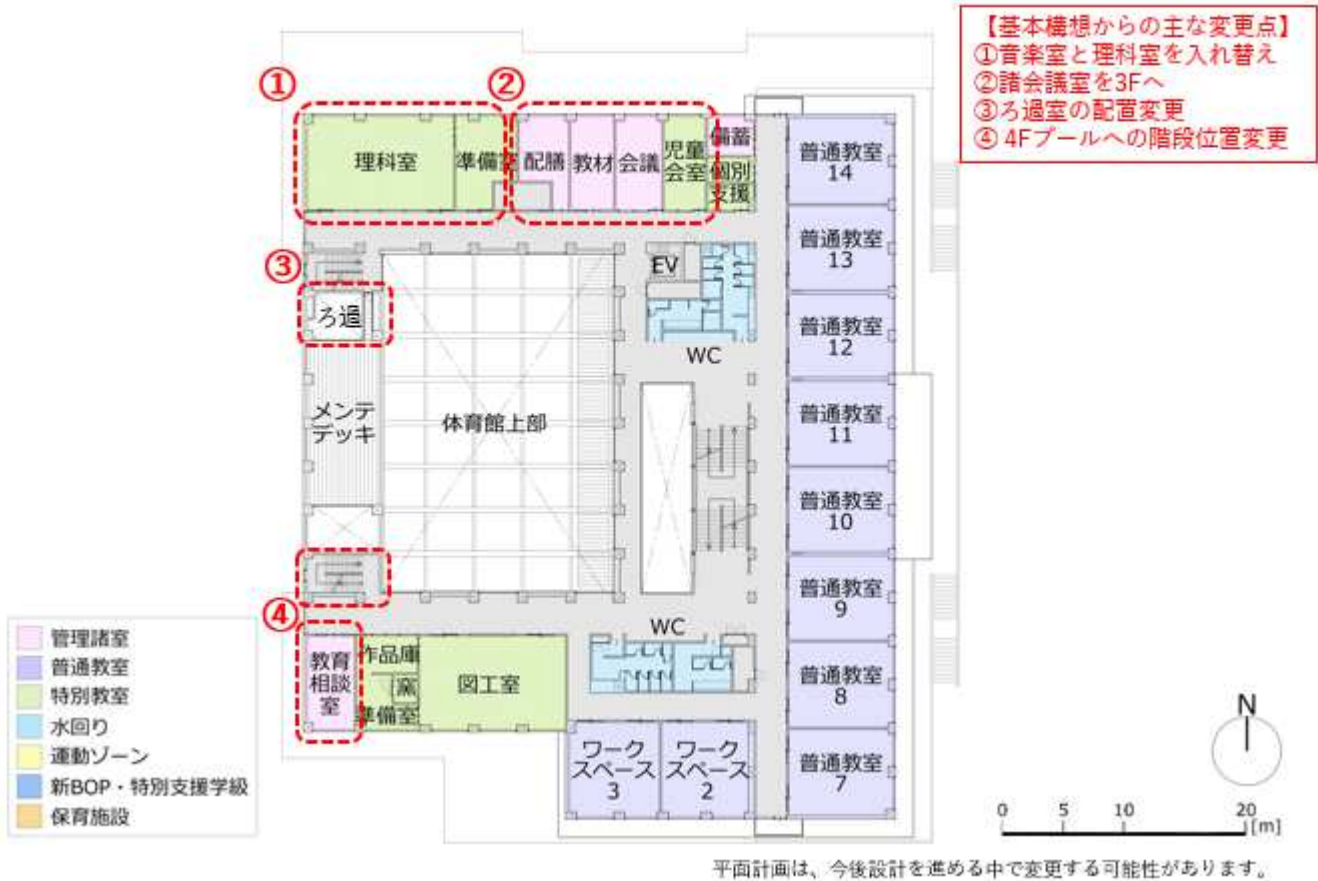 【基本構想からの主な変更点】
①音楽室と理科室を入れ替え
②諸会議室を3Fへ
③ろ過室の配置変更
④ 4Fプールへの階段位置変更
①
②
理科室
準備室
配膳
教材
会議
児童
会室
備蓄
個別
支援
普通教室
14
普通教室
13
EV
③
ろ過
普通教室
12
WC
メンテ
デッキ
体育館上部
普通教室
11
普通教室
10
普通教室
9
④
WC
教育
相談
室
作品庫
窯
準備室
図工室
普通教室
8
ワーク
スペース
3
ワーク
スペース
2
普通教室
7
管理諸室
普通教室
特別教室
水回り
運動ゾーン
新BOP・特別支援学級
保育施設
N
0 5 10 20
[m]
平面計画は、今後設計を進める中で変更する可能性があります。